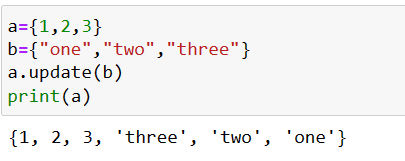 a={1,2,3}
b={"one","two","three"}
a.update(b)
print(a)
{1, 2, 3, 'three', 'two', 'one'}